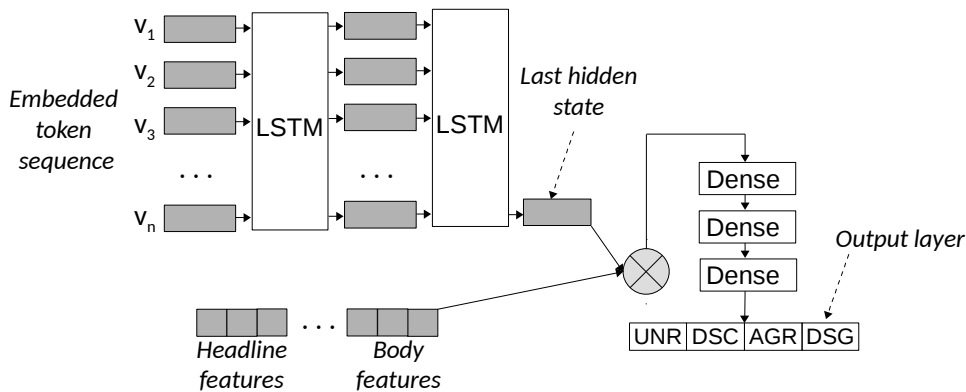 v1
v2
Embedded
token
sequence
v3
...
vn
LSTM
...
LSTM
Last hidden
state
Dense
Dense
Dense
Output layer
UNR DSC AGR DSG
...
Headline
features
Body
features